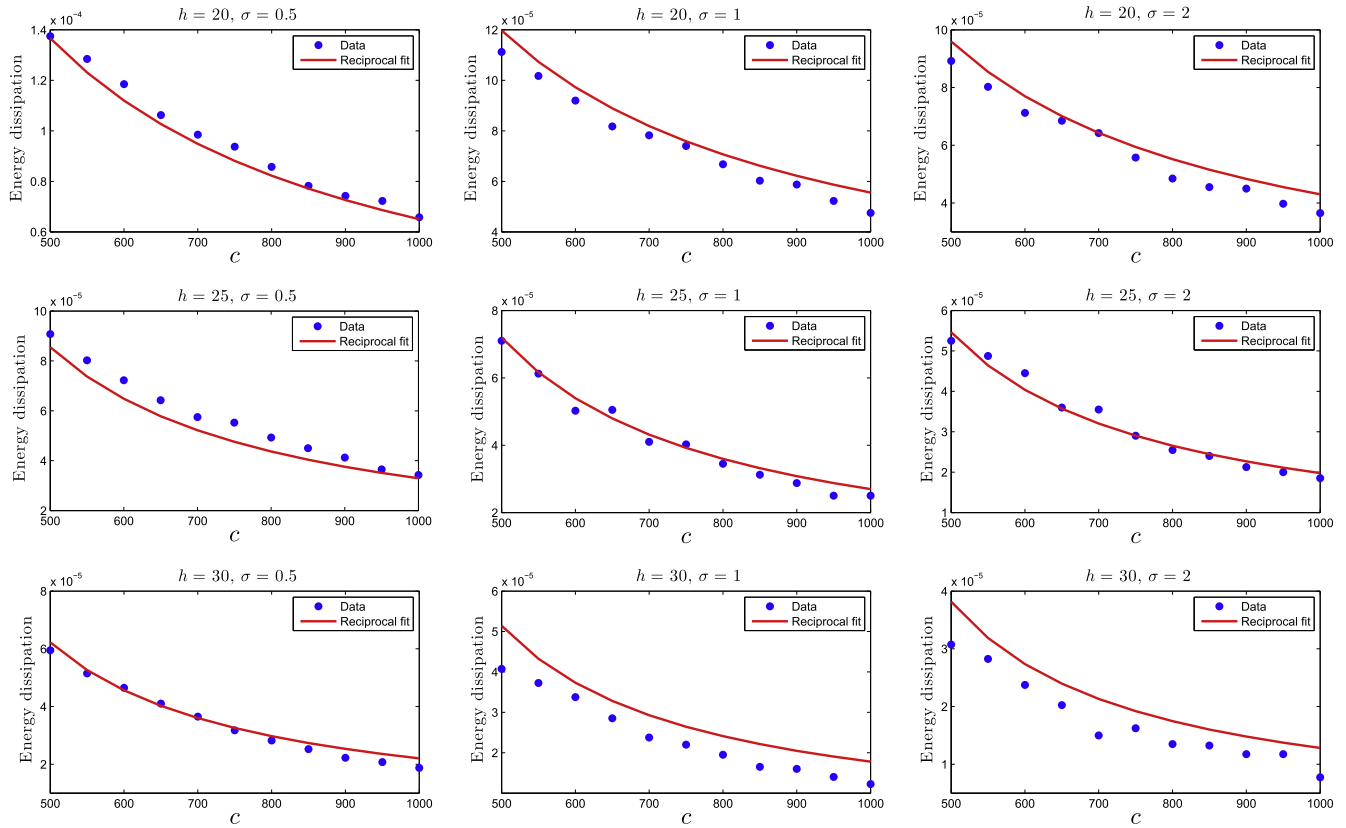 h = 20, σ = 0.5
x 10⁻⁴
1.4
1.2
1
0.8
0.6
Energy dissipation
Data
Reciprocal fit
500 600 700 800 900 1000
c
h = 20, σ = 1
x 10⁻⁵
12
10
8
6
4
Energy dissipation
Data
Reciprocal fit
500 600 700 800 900 1000
c
h = 20, σ = 2
x 10⁻⁵
10
8
6
4
Energy dissipation
Data
Reciprocal fit
500 600 700 800 900 1000
c
h = 25, σ = 0.5
x 10⁻⁵
10
8
6
4
2
Energy dissipation
Data
Reciprocal fit
500 600 700 800 900 1000
c
h = 25, σ = 1
x 10⁻⁵
8
6
4
2
Energy dissipation
Data
Reciprocal fit
500 600 700 800 900 1000
c
h = 25, σ = 2
x 10⁻⁵
6
5
4
3
2
1
Energy dissipation
Data
Reciprocal fit
500 600 700 800 900 1000
c
h = 30, σ = 0.5
x 10⁻⁵
8
6
4
2
Energy dissipation
Data
Reciprocal fit
500 600 700 800 900 1000
c
h = 30, σ = 1
x 10⁻⁵
6
5
4
3
2
Energy dissipation
Data
Reciprocal fit
500 600 700 800 900 1000
c
h = 30, σ = 2
x 10⁻⁵
4
3
2
1
Energy dissipation
Data
Reciprocal fit
500 600 700 800 900 1000
c